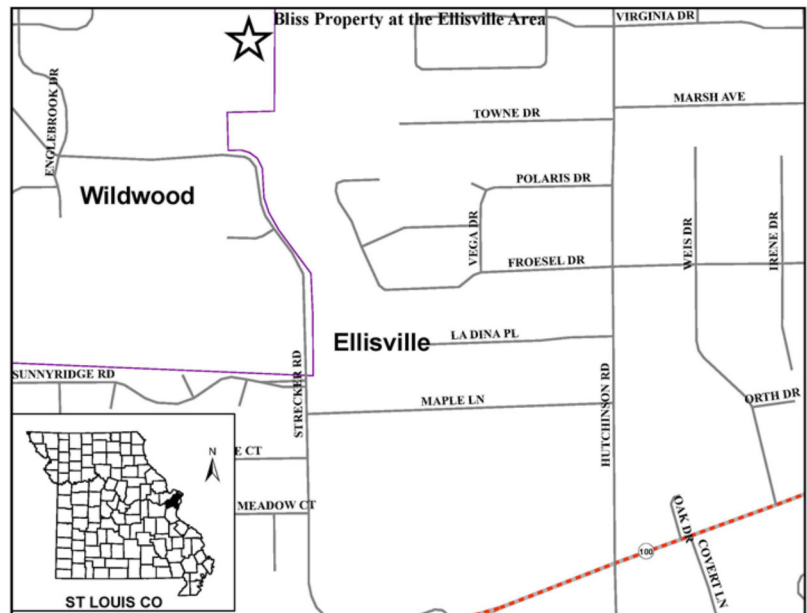 Bliss Property at the Ellisville Area
VIRGINIA DR
ENGLEBROOK DR
MARSH AVE
TOWNE DR
POLARIS DR
Wildwood
VEGA DR
WEIS DR
IRENE DR
FROESEL DR
Ellisville
LA DINA PL
SUNNYRIDGE RD
STRECKER RD
HUTCHINSON RD
MAPLE LN
ORTH DR
N
E CT
MEADOW CT
OAK DR
COVERT LN
100
ST LOUIS CO